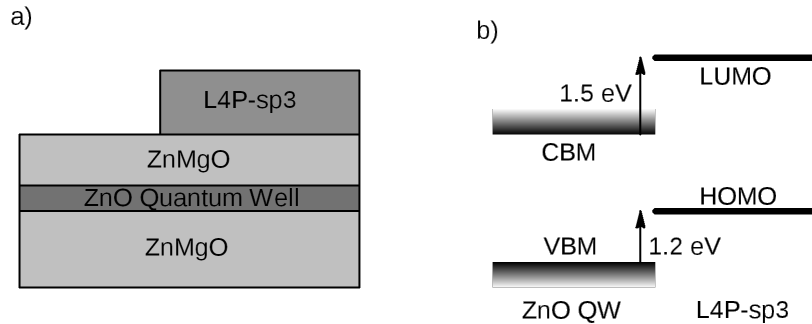 a)
L4P-sp3
ZnMgO
ZnO Quantum Well
ZnMgO
b)
LUMO
1.5 eV
CBM
HOMO
VBM
1.2 eV
ZnO QW
L4P-sp3